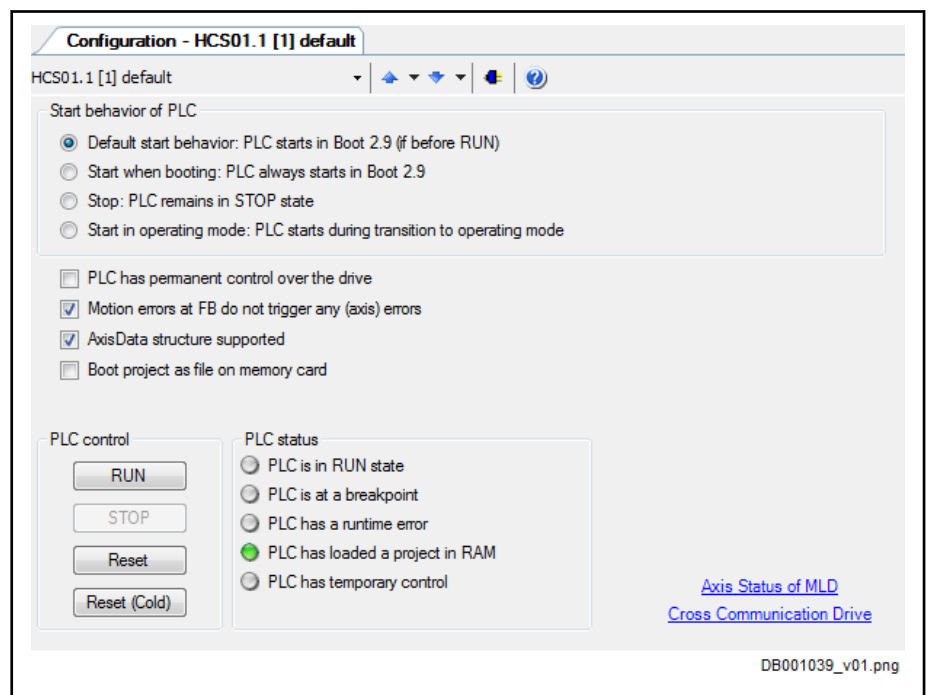 Configuration - HCS01.1 [1] default
HCS01.1 [1] default
Start behavior of PLC
Default start behavior: PLC starts in Boot 2.9 (if before RUN)
Start when booting: PLC always starts in Boot 2.9
Stop: PLC remains in STOP state
Start in operating mode: PLC starts during transition to operating mode
PLC has permanent control over the drive
Motion errors at FB do not trigger any (axis) errors
AxisData structure supported
Boot project as file on memory card
PLC control
RUN
STOP
Reset
Reset (Cold)
PLC status
PLC is in RUN state
PLC is at a breakpoint
PLC has a runtime error
PLC has loaded a project in RAM
PLC has temporary control
Axis Status of MLD
Cross Communication Drive
DB001039_v01.png